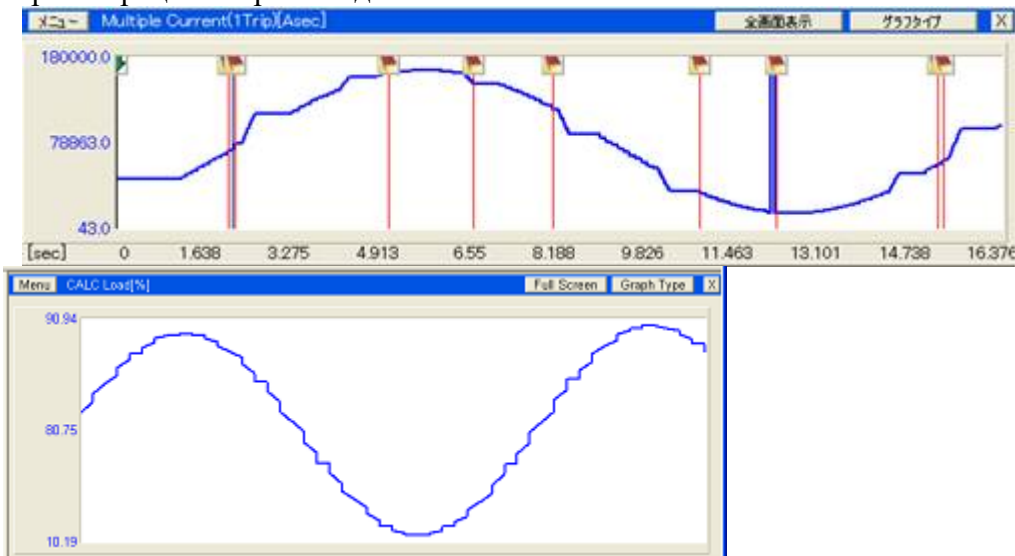 メニュー Multiple Current(1Trip)[Asec] 全画面表示 グラフタイプ X
180000.0
78863.0
43.0
[sec] 0 1.638 3.275 4.913 6.55 8.188 9.826 11.463 13.101 14.738 16.376
Menu CALC Load[%] Full Screen Graph Type X
90.94
80.75
10.19